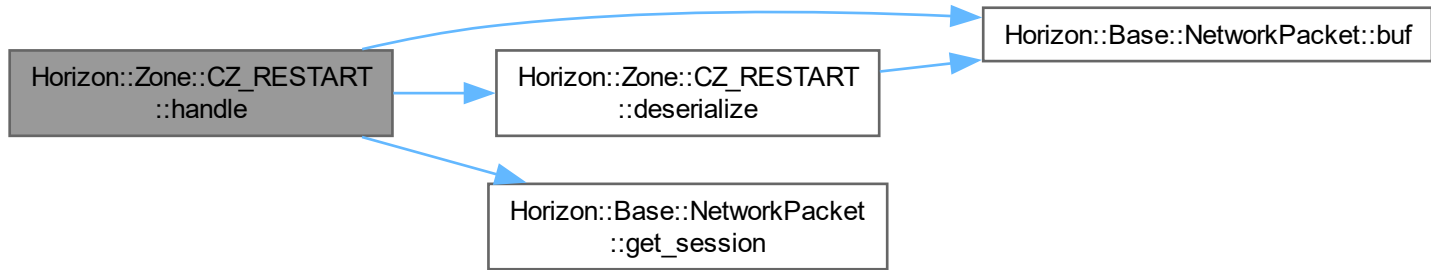 Horizon::Zone::CZ_RESTART
::handle
Horizon::Zone::CZ_RESTART
::deserialize
Horizon::Base::NetworkPacket::buf
Horizon::Base::NetworkPacket
::get_session